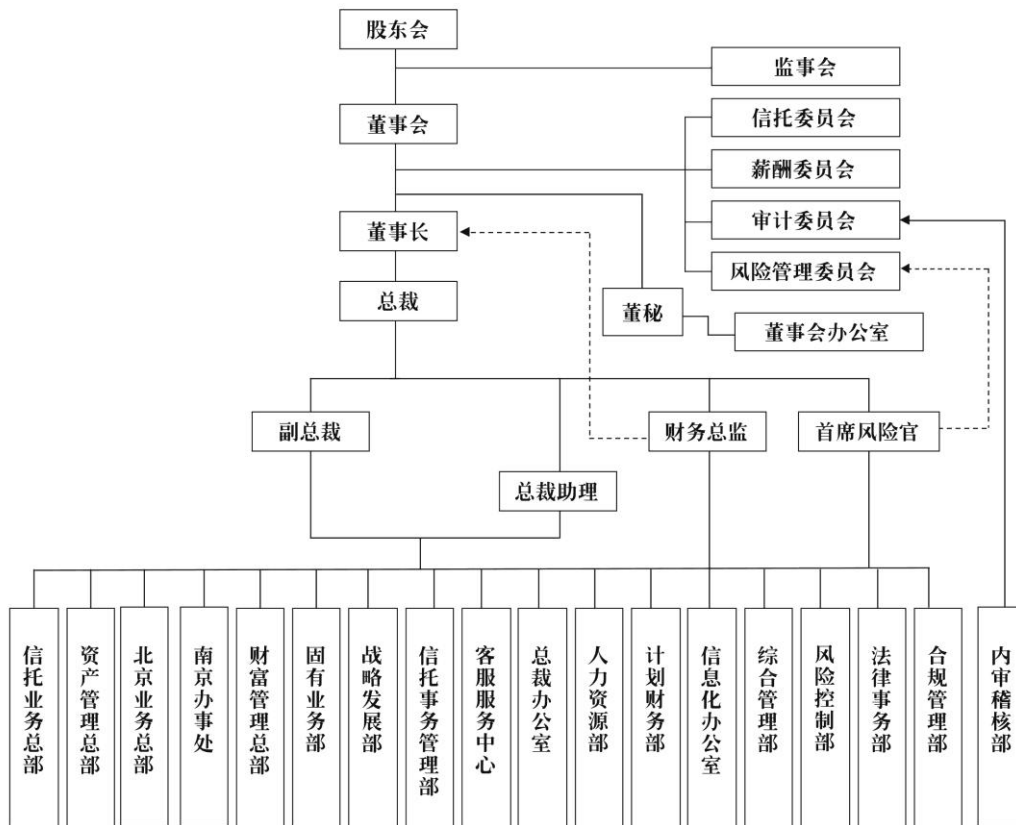 股东会
监事会
董事会
信托委员会
薪酬委员会
审计委员会
董事长
风险管理委员会
总裁
董秘
董事会办公室
副总裁
财务总监
首席风险官
总裁助理
信托业务总部
资产管理总部
北京业务总部
南京办事处
财富管理总部
固有业务部
战略发展部
信托事务管理部
客服服务中心
总裁办公室
人力资源部
计划财务部
信息化办公室
综合管理部
风险控制部
法律事务部
合规管理部
内审稽核部